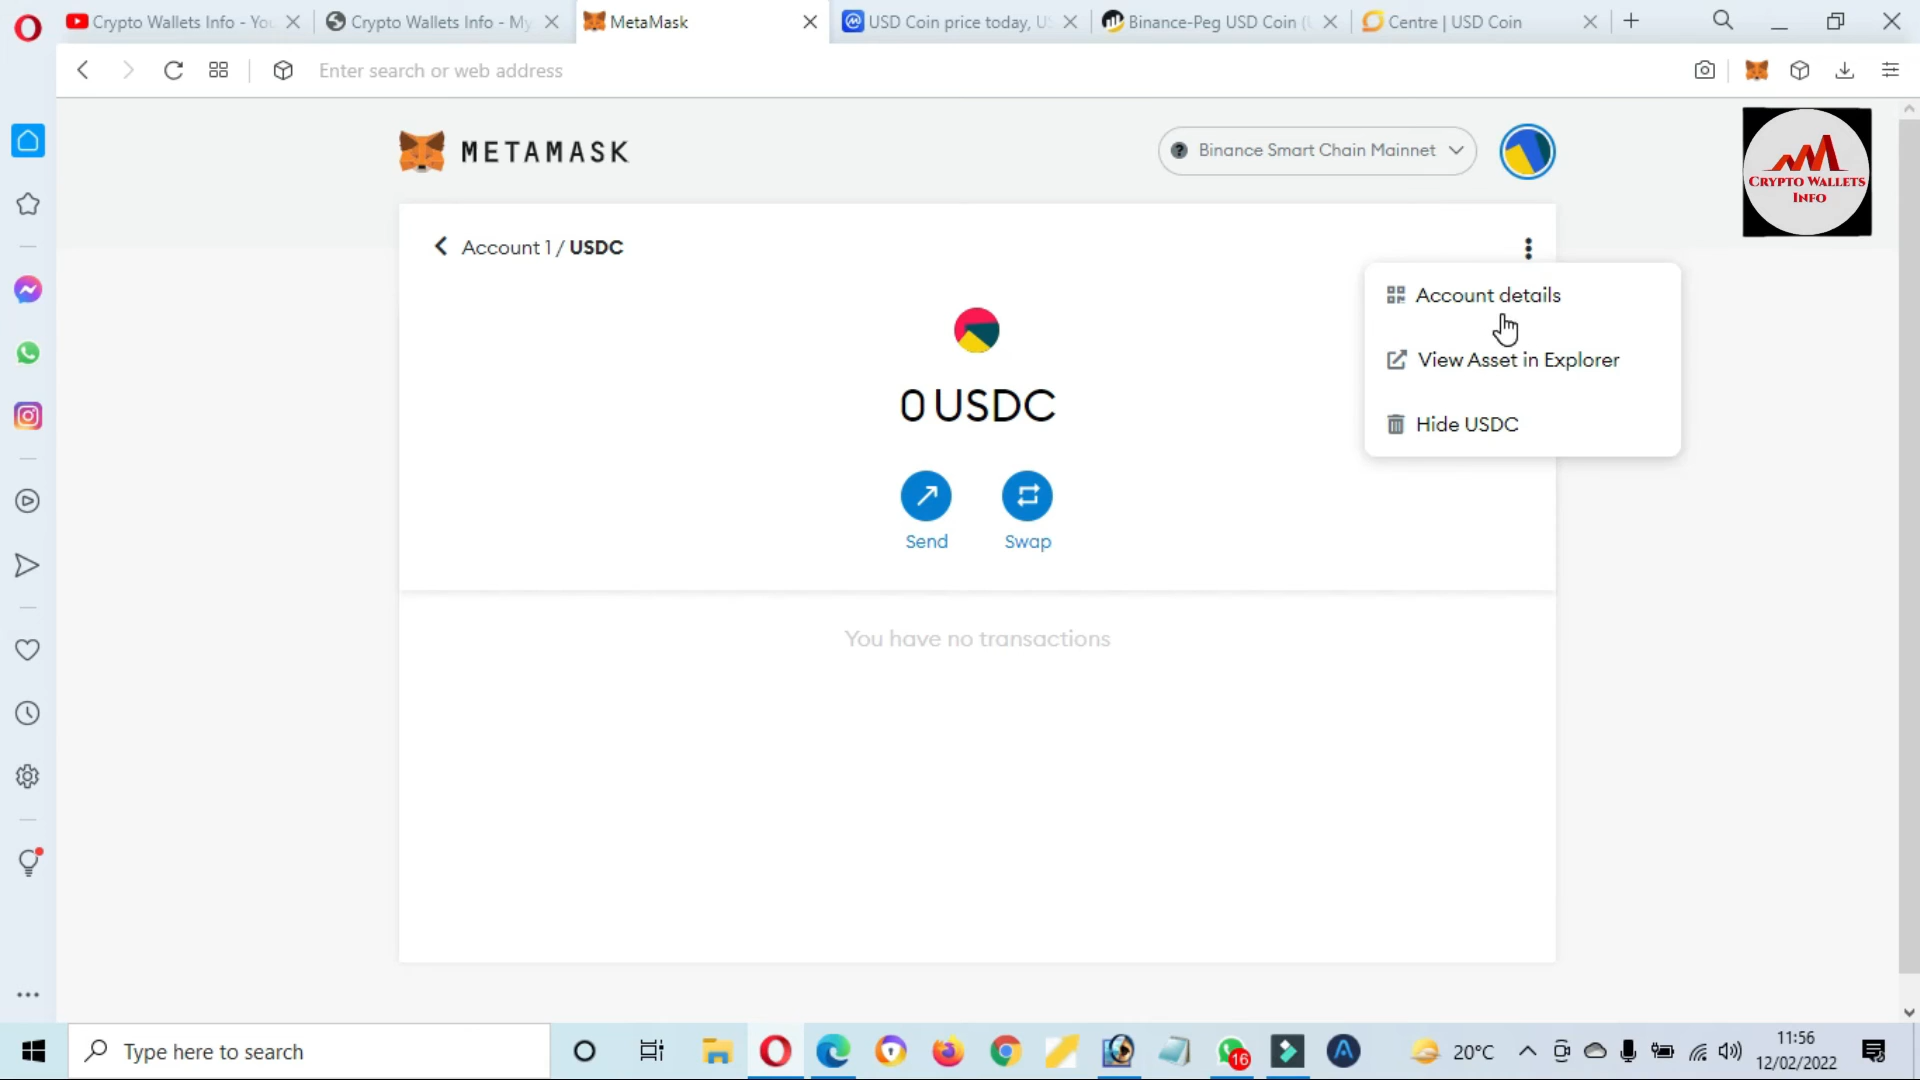 Crypto Wallets Info - You
Crypto Wallets Info - My
MetaMask
USD Coin price today, US
Binance-Peg USD Coin (U
Centre | USD Coin
Enter search or web address
METAMASK
Binance Smart Chain Mainnet
CRYPTO WALLETS
INFO
Account 1 / USDC
Account details
View Asset in Explorer
Hide USDC
0 USDC
Send
Swap
You have no transactions
Type here to search
16
20°C
11:56
12/02/2022